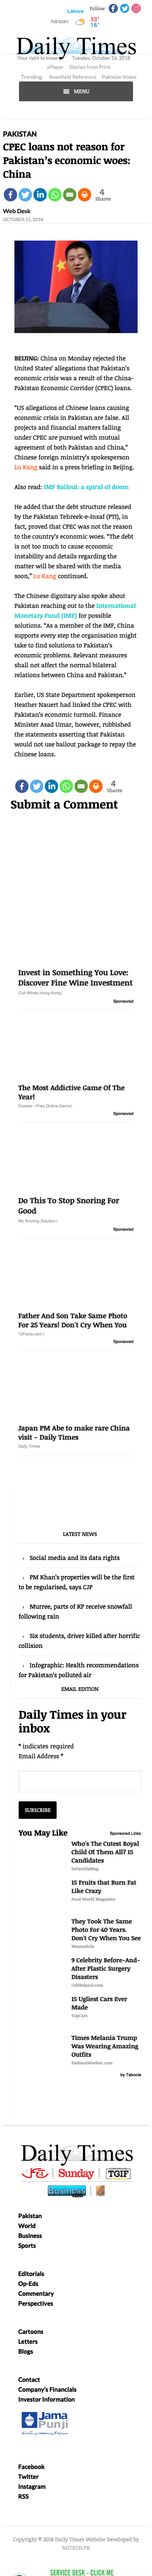 Lahore
Follow
TUESDAY
33°
16°
Daily Times
Your right to know
Tuesday, October 16, 2018
ePaper
Stories from Print
Trending:
Aventfield Reference
Pakistan Votes
MENU
PAKISTAN
CPEC loans not reason for
Pakistan’s economic woes:
China
4
Shares
Web Desk
OCTOBER 15, 2018
BEIJING: China on Monday rejected the
United States’ allegations that Pakistan’s
economic crisis was a result of the China-
Pakistan Economic Corridor (CPEC) loans.
“US allegations of Chinese loans causing
economic woes are wrong. All of our
projects and financial matters falling
under CPEC are pursued with mutual
agreement and national approvals,”
Chinese foreign ministry’s spokesperson
Lu Kang said in a press briefing in Beijing.
Also read: IMF Bailout: a spiral of doom
He added that the debt structure released
by the Pakistan Tehreek-e-Insaf (PTI), in
fact, proved that CPEC loans was not the
reason of the country’s economic woes. “The debt
is not too much to cause economic
instability and details regarding the
same will be shared with the media
soon,” Lu Kang continued.
The Chinese dignitary also spoke about
Pakistan reaching out to the International
Monetary Fund (IMF) for possible
solutions. “As a member of the IMF, China
supports every step the organisation might
take to find solutions to Pakistan’s
economic problems. Relevant measures
shall not in anyway affect the bilateral
relations of China and Pakistan.”
Earlier, US State Department spokesperson
Heather Nauert had linked the CPEC debt
with Pakistan’s economic turmoil. Finance
Minister Asad Umar, however, rubbished
all the statements asserting that Pakistan
would not use bailout package to repay the
Chinese loans.
4
Shares
Submit a Comment
Invest in Something You Love:
Discover Fine Wine Investment
Cult Wines Hong Kong|
Sponsored
The Most Addictive Game Of The
Year!
Elvenar - Free Online Game|
Sponsored
Do This To Stop Snoring For
Good
My Snoring Solution|
Sponsored
Father And Son Take Same Photo
For 25 Years! Don't Cry When You
12Facts.com|
Sponsored
Japan PM Abe to make rare China
visit - Daily Times
Daily Times
LATEST NEWS
› Social media and its data rights
› PM Khan’s properties will be the first
to be regularised, says CJP
› Murree, parts of KP receive snowfall
following rain
› Six students, driver killed after horrific
collision
› Infographic: Health recommendations
for Pakistan’s polluted air
EMAIL EDITION
Daily Times in your
inbox
* indicates required
Email Address *
SUBSCRIBE
You May Like
Sponsored Links
Who's The Cutest Royal
Child Of Them All? 15
Candidates
15 Fruits that Burn Fat
Like Crazy
Food World Magazine
They Took The Same
Photo For 40 Years.
Don't Cry When You See
9 Celebrity Before-And-
After Plastic Surgery
Disasters
15 Ugliest Cars Ever
Made
Times Melania Trump
Was Wearing Amazing
Outfits
by Taboola
Daily Times
Sunday
TGIF
Business
Pakistan
World
Business
Sports
Editorials
Op-Eds
Commentary
Perspectives
Cartoons
Letters
Blogs
Contact
Company’s Financials
Investor Information
Jama
Punji
Facebook
Twitter
Instagram
RSS
Copyright © 2018 Daily Times Website Developed by
NGTECH.PK
SERVICE DESK - CLICK ME